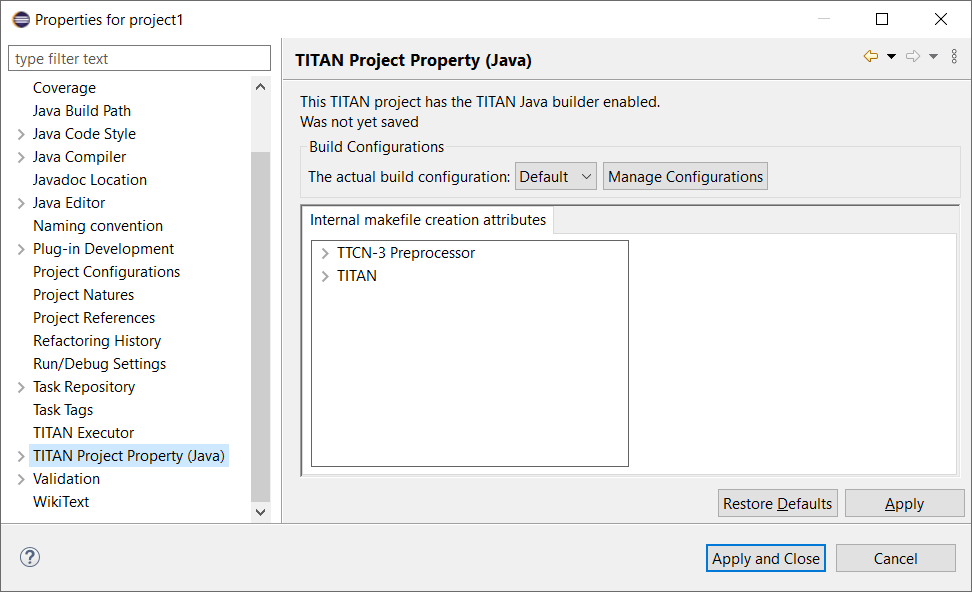 Properties for project1
type filter text
Coverage
Java Build Path
Java Code Style
Java Compiler
Javadoc Location
Java Editor
Naming convention
Plug-in Development
Project Configurations
Project Natures
Project References
Refactoring History
Run/Debug Settings
Task Repository
Task Tags
TITAN Executor
TITAN Project Property (Java)
Validation
WikiText
TITAN Project Property (Java)
This TITAN project has the TITAN Java builder enabled.
Was not yet saved
Build Configurations
The actual build configuration: Default Manage Configurations
Internal makefile creation attributes
TTCN-3 Preprocessor
TITAN
Restore Defaults Apply
? Apply and Close Cancel